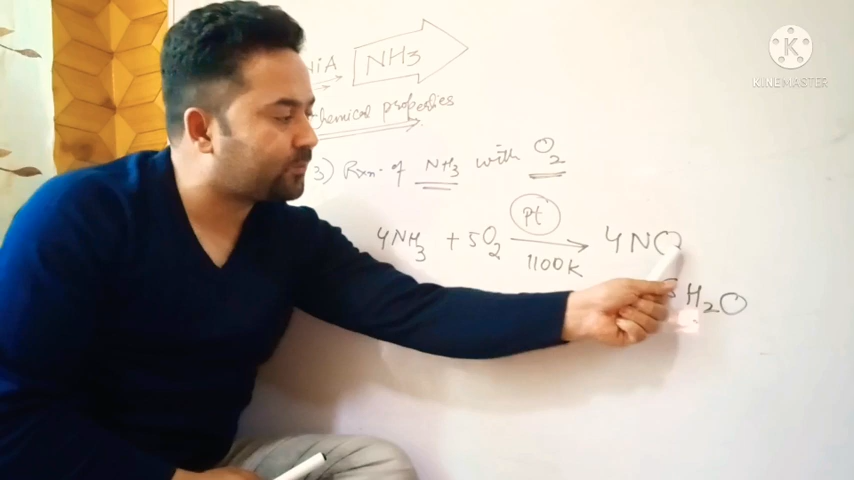 NH3
chemical properties
3) Rxn. of NH3 with O2
4NH3 + 5O2 Pt 1100K 4NO
H2O
K
KINEMASTER